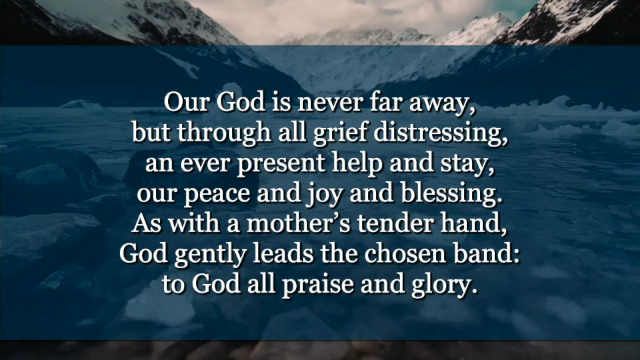 Our God is never far away,
but through all grief distressing,
an ever present help and stay,
our peace and joy and blessing.
As with a mother’s tender hand,
God gently leads the chosen band:
to God all praise and glory.